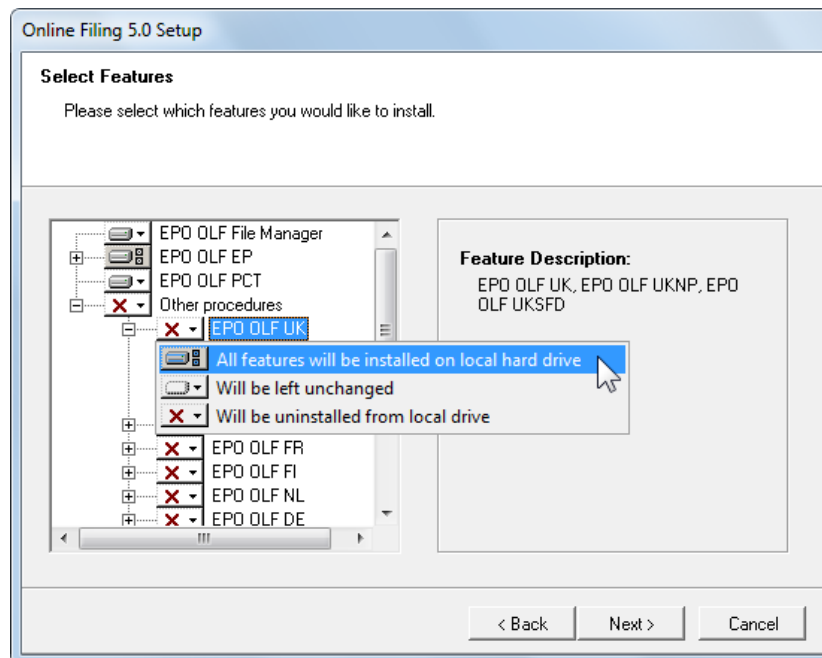 Online Filing 5.0 Setup
Select Features
Please select which features you would like to install.
EPO OLF File Manager
EPO OLF EP
EPO OLF PCT
Other procedures
EPO OLF UK
All features will be installed on local hard drive
Will be left unchanged
Will be uninstalled from local drive
EPO OLF FR
EPO OLF FI
EPO OLF NL
EPO OLF DE
Feature Description:
EPO OLF UK, EPO OLF UKNP, EPO
OLF UKSFD
< Back
Next >
Cancel